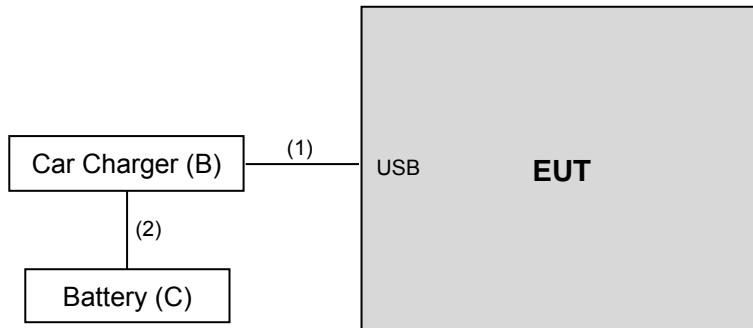 (1)
Car Charger (B)
USB
EUT
(2)
Battery (C)